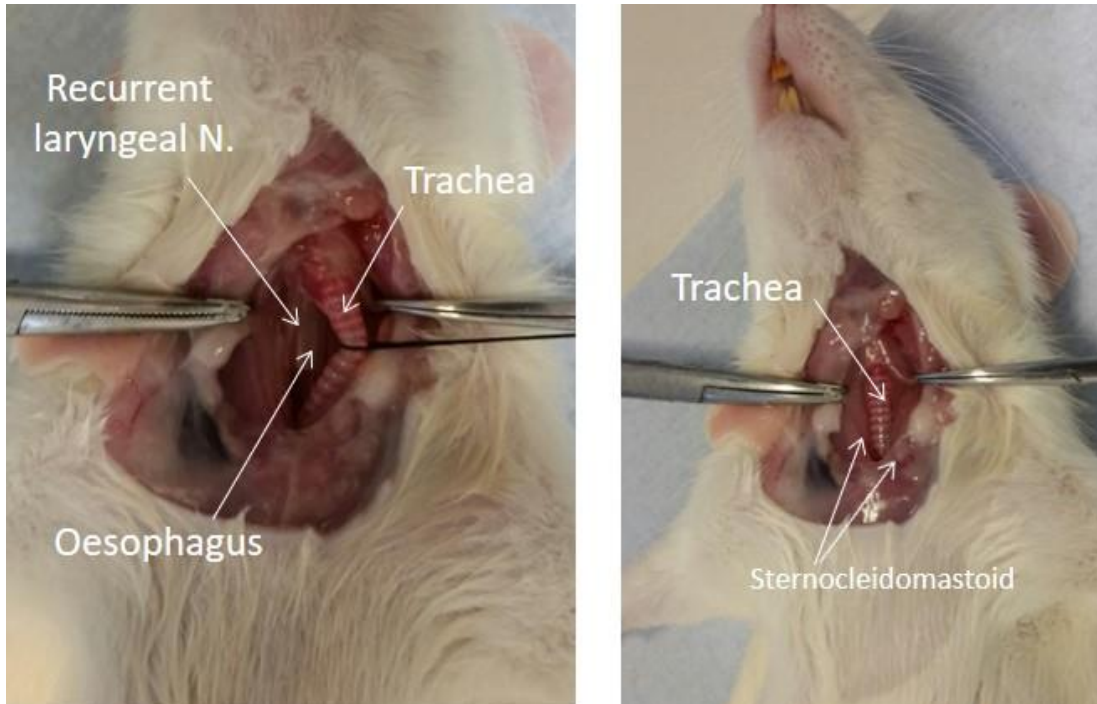 Recurrent
laryngeal N.
Trachea
Oesophagus
Trachea
Sternocleidomastoid